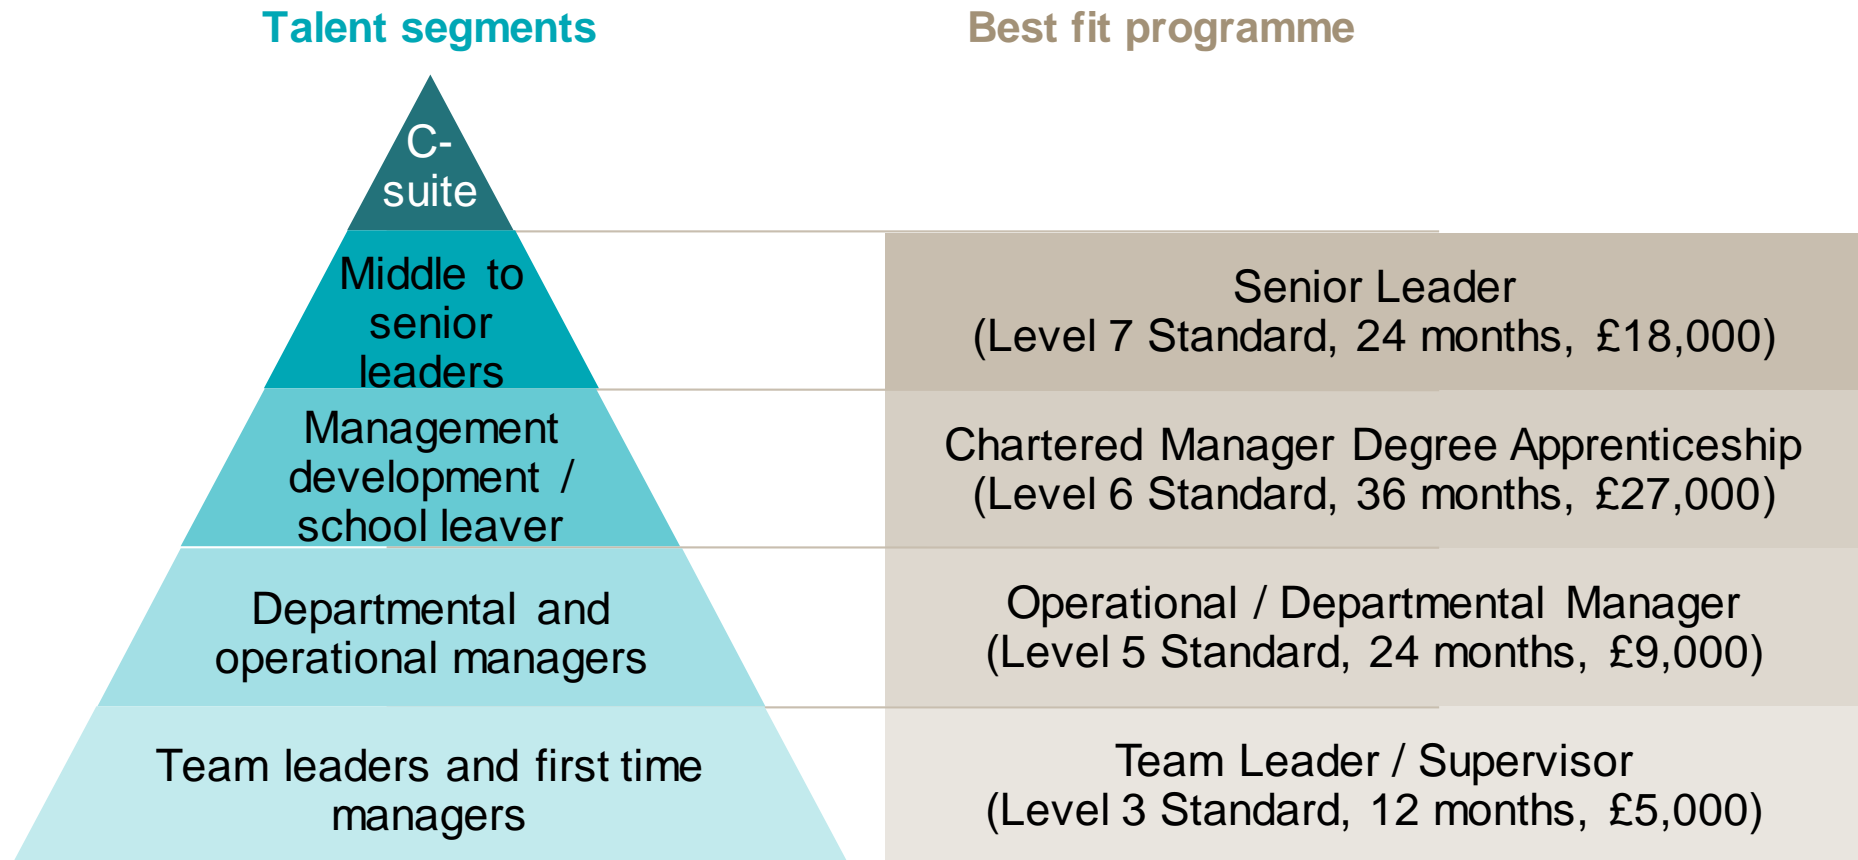 Talent segments
Best fit programme
C-
suite
Middle to
senior
leaders
Senior Leader
(Level 7 Standard, 24 months, £18,000)
Management
development /
school leaver
Chartered Manager Degree Apprenticeship
(Level 6 Standard, 36 months, £27,000)
Departmental and
operational managers
Operational / Departmental Manager
(Level 5 Standard, 24 months, £9,000)
Team leaders and first time
managers
Team Leader / Supervisor
(Level 3 Standard, 12 months, £5,000)